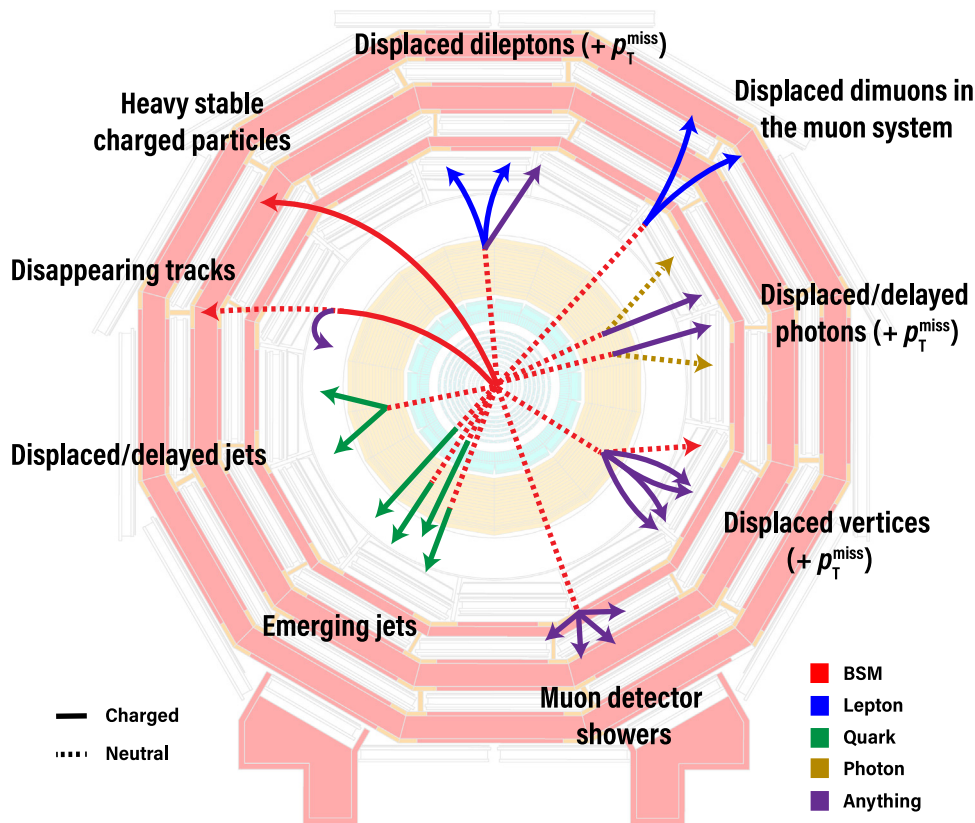 Displaced dileptons (+ p_T^miss)
Heavy stable
charged particles
Displaced dimuons in
the muon system
Disappearing tracks
Displaced/delayed
photons (+ p_T^miss)
Displaced/delayed jets
Displaced vertices
(+ p_T^miss)
Emerging jets
Muon detector
showers
Charged
Neutral
BSM
Lepton
Quark
Photon
Anything